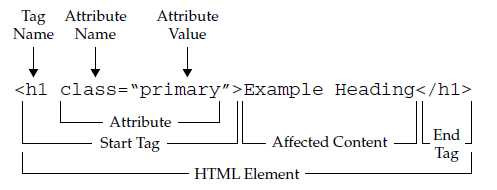 Tag Attribute Attribute
Name Name Value
<h1 class=“primary”>Example Heading</h1>
Attribute
Start Tag Affected Content End
Tag
HTML Element